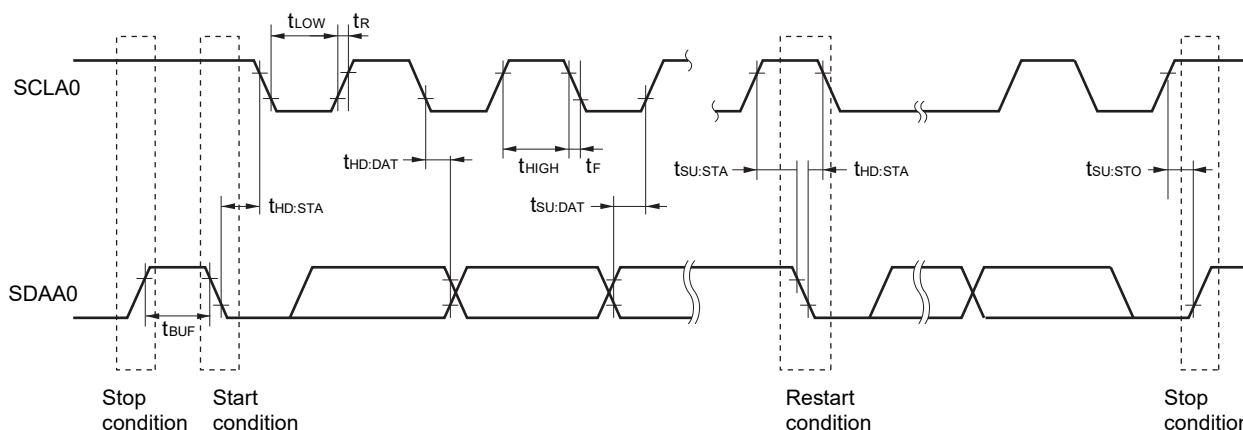 tLOW tR
SCLA0
tHD:DAT tHIGH tF tSU:STA tHD:STA tSU:STO
tHD:STA tSU:DAT
SDAA0
tBUF
Stop condition
Start condition
Restart condition
Stop condition